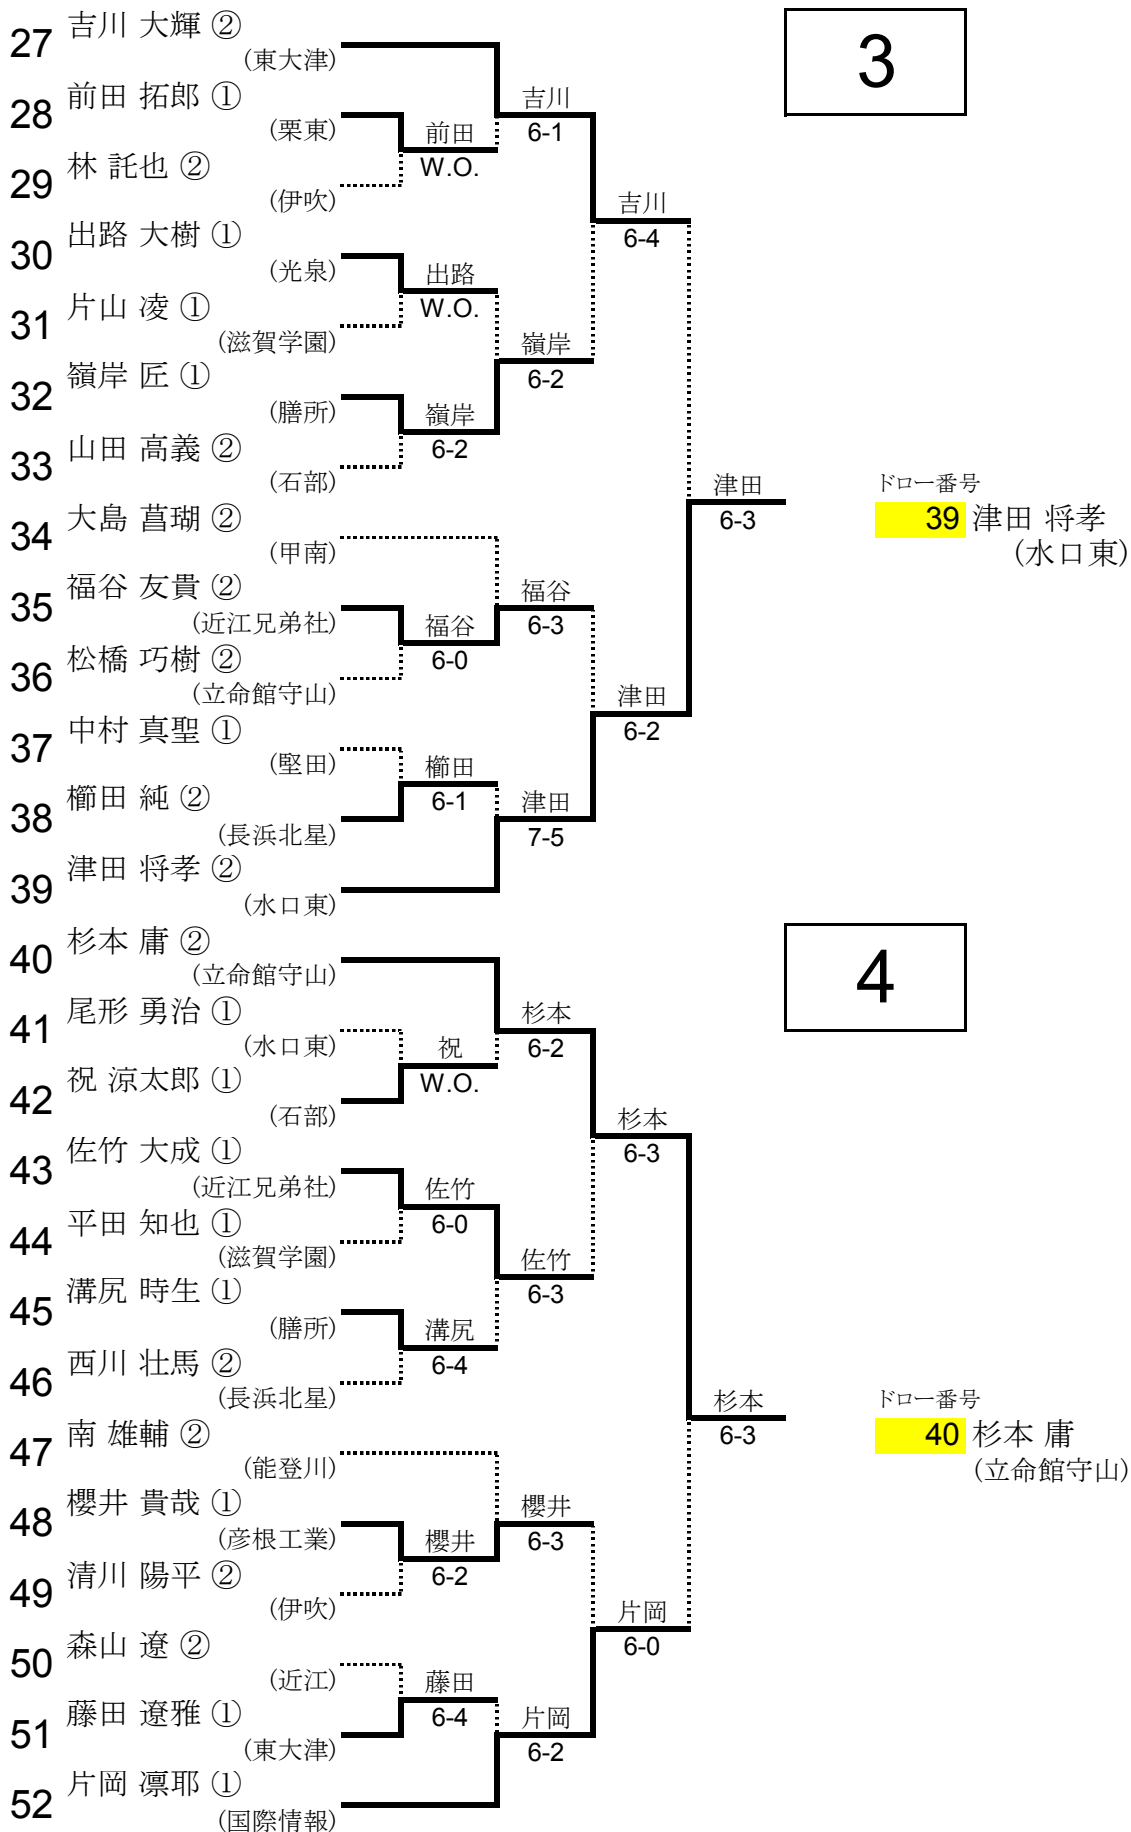 27 吉川 大輝 ②
(東大津)
28 前田 拓郎 ①
(栗東)
29 林 託也 ②
(伊吹)
30 出路 大樹 ①
(光泉)
31 片山 凌 ①
(滋賀学園)
32 嶺岸 匠 ①
(膳所)
33 山田 高義 ②
(石部)
34 大島 菖瑚 ②
(甲南)
35 福谷 友貴 ②
(近江兄弟社)
36 松橋 巧樹 ②
(立命館守山)
37 中村 真聖 ①
(堅田)
38 櫛田 純 ②
(長浜北星)
39 津田 将孝 ②
(水口東)
前田
W.O.
出路
W.O.
嶺岸
6-2
福谷
6-0
櫛田
6-1
吉川
6-1
嶺岸
6-2
福谷
6-3
津田
7-5
吉川
6-4
津田
6-2
津田
6-3
3
ドロー番号
39 津田 将孝
(水口東)
40 杉本 庸 ②
(立命館守山)
41 尾形 勇治 ①
(水口東)
42 祝 涼太郎 ①
(石部)
43 佐竹 大成 ①
(近江兄弟社)
44 平田 知也 ①
(滋賀学園)
45 溝尻 時生 ①
(膳所)
46 西川 壮馬 ②
(長浜北星)
47 南 雄輔 ②
(能登川)
48 櫻井 貴哉 ①
(彦根工業)
49 清川 陽平 ②
(伊吹)
50 森山 遼 ②
(近江)
51 藤田 遼雅 ①
(東大津)
52 片岡 凛耶 ①
(国際情報)
祝
W.O.
佐竹
6-0
溝尻
6-4
櫻井
6-2
藤田
6-4
杉本
6-2
佐竹
6-3
櫻井
6-3
片岡
6-2
杉本
6-3
片岡
6-0
杉本
6-3
4
ドロー番号
40 杉本 庸
(立命館守山)